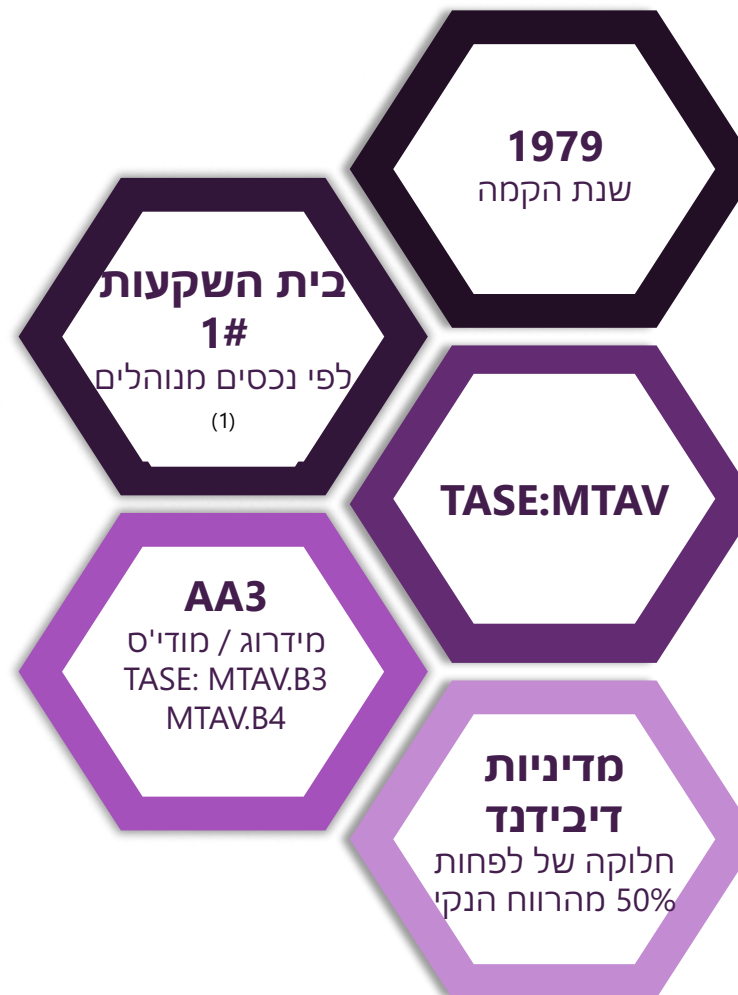 1979
שנת הקמה
בית השקעות
#1
לפי נכסים מנוהלים
(1)
TASE:MTAV
AA3
מידרוג / מודי'ס
TASE: MTAV.B3
MTAV.B4
מדיניות
דיבידנד
חלוקה של לפחות
50% מהרווח הנקי